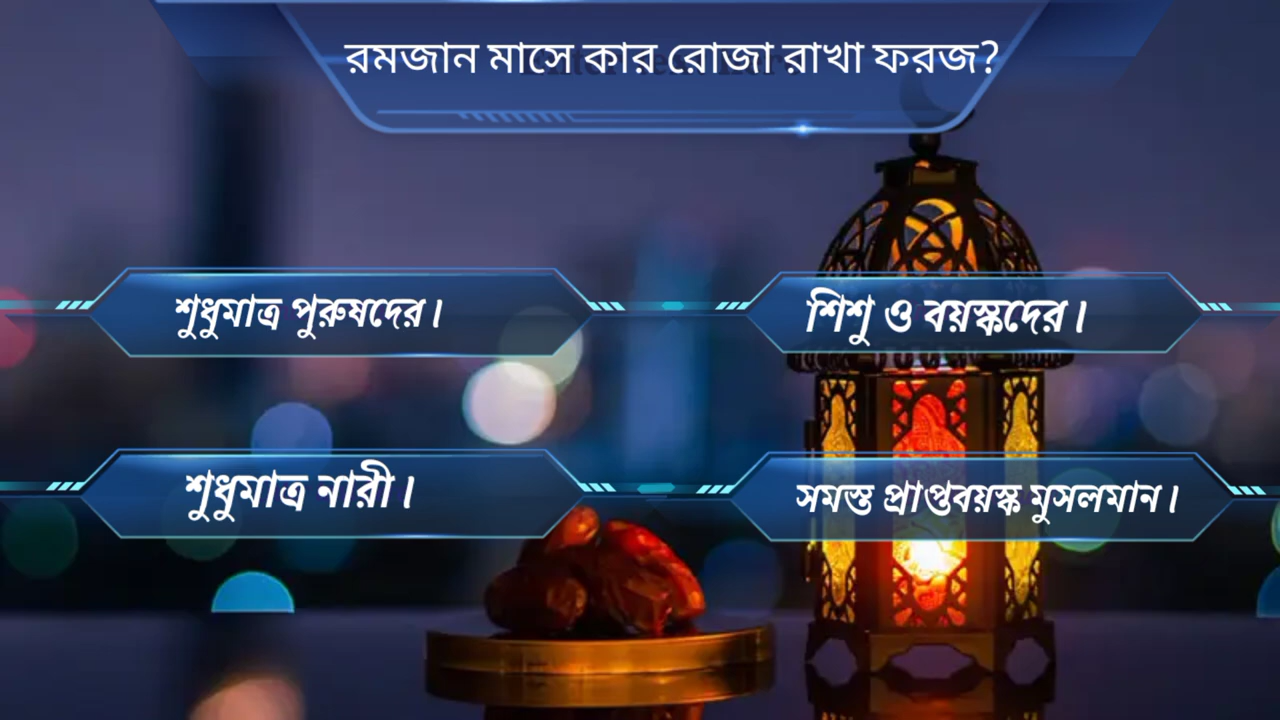 রমজান মাসে কার রোজা রাখা ফরজ?
শুধুমাত্র পুরুষদের।
শিশু ও বয়স্কদের।
শুধুমাত্র নারী।
সমস্ত প্রাপ্তবয়স্ক মুসলমান।